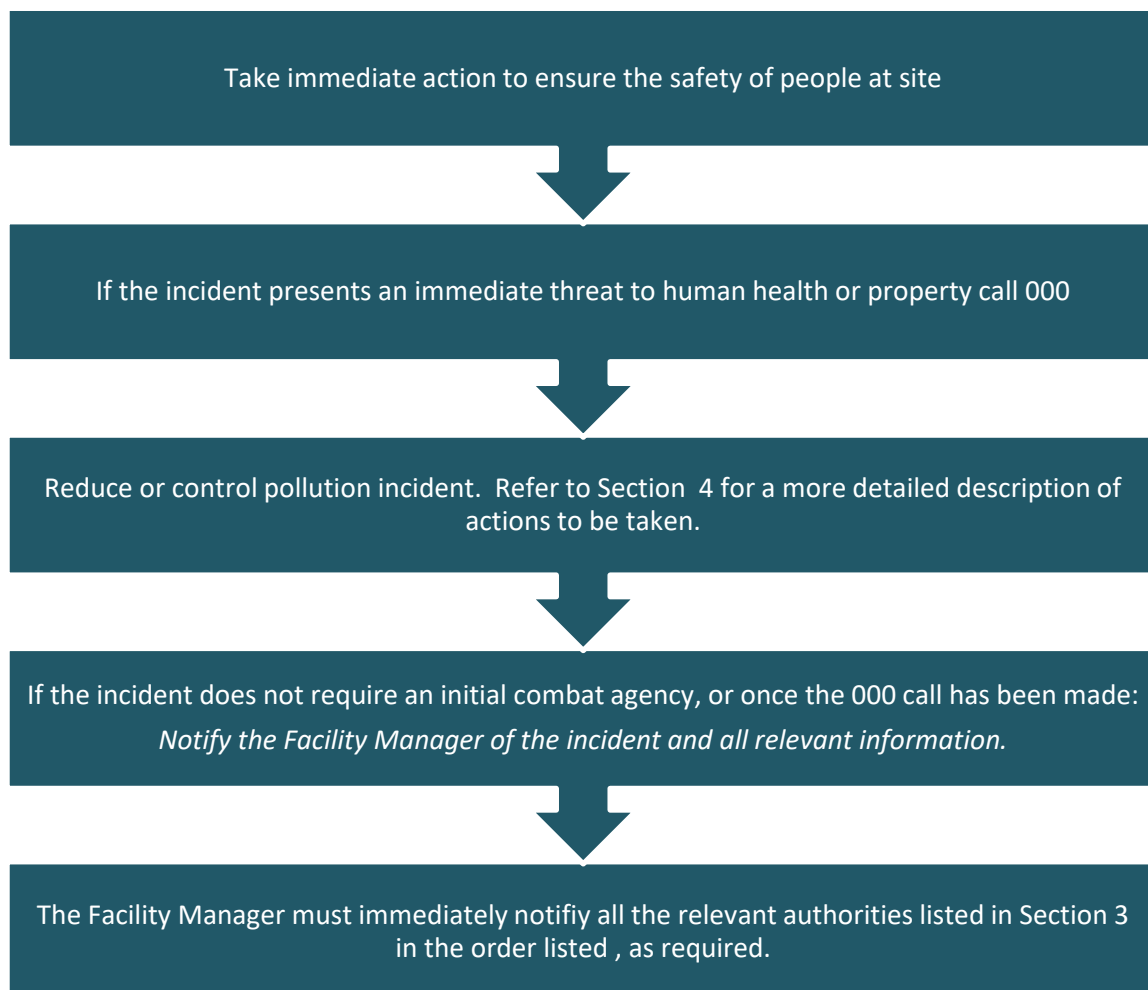 Take immediate action to ensure the safety of people at site
If the incident presents an immediate threat to human health or property call 000
Reduce or control pollution incident.  Refer to Section  4 for a more detailed description of
actions to be taken.
If the incident does not require an initial combat agency, or once the 000 call has been made:
Notify the Facility Manager of the incident and all relevant information.
The Facility Manager must immediately notifiy all the relevant authorities listed in Section 3
in the order listed , as required.